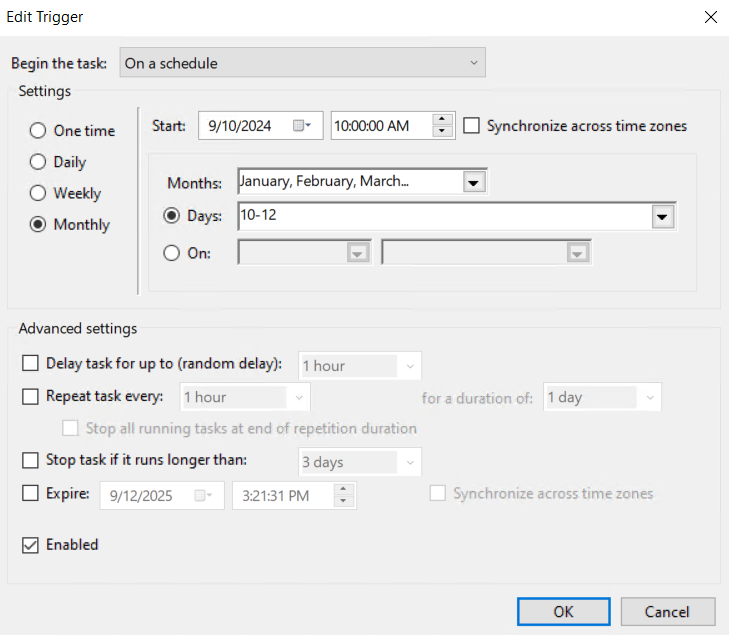 Edit Trigger
Begin the task: On a schedule
Settings
One time
Start: 9/10/2024 10:00:00 AM Synchronize across time zones
Daily
Months: January, February, March...
Weekly
Days: 10-12
Monthly
On:
Advanced settings
Delay task for up to (random delay): 1 hour
Repeat task every: 1 hour for a duration of: 1 day
Stop all running tasks at end of repetition duration
Stop task if it runs longer than: 3 days
Expire: 9/12/2025 3:21:31 PM Synchronize across time zones
Enabled
OK Cancel